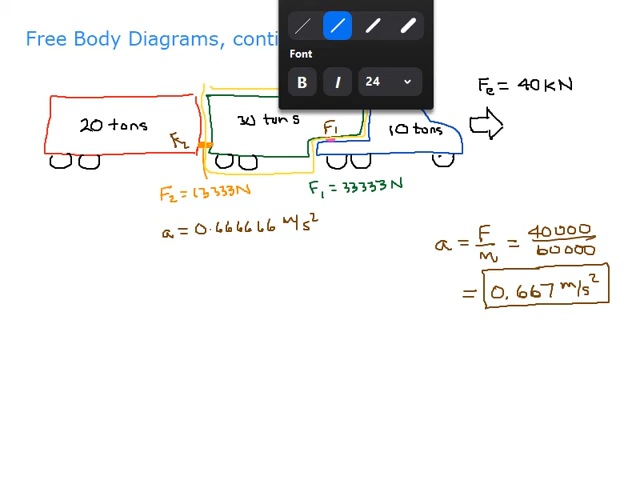 Free Body Diagrams, conti
Font
B I 24
Fe = 40KN
20 tons
30 tons
10 tons
F2
F1
F2 = 13333N
F1 = 33333N
a = 0.666666 m/s²
a = F/m = 40000/60000
= 0.667 m/s²